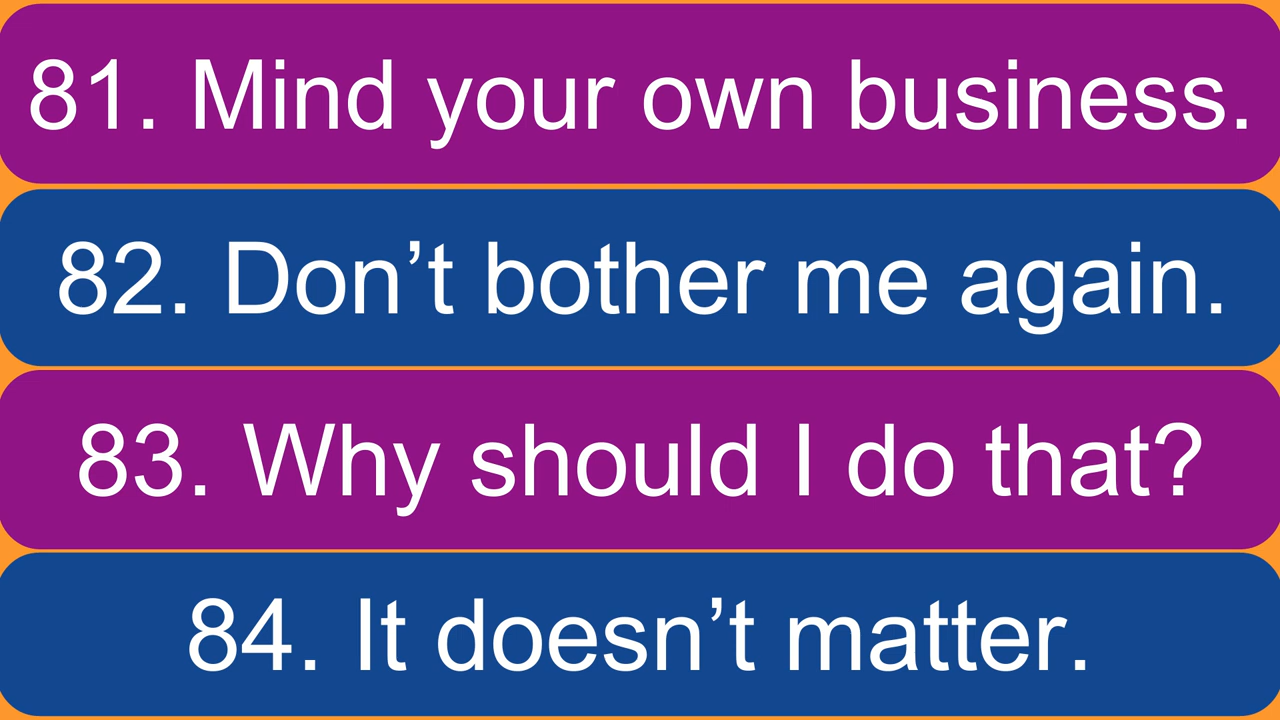 81. Mind your own business.
82. Don’t bother me again.
83. Why should I do that?
84. It doesn’t matter.